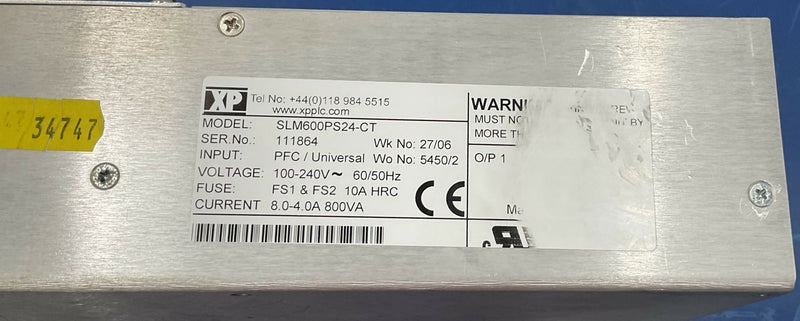 XP Tel No: +44(0)118 984 5515
www.xpplc.com
MODEL: SLM600PS24-CT
SER.No.: 111864 Wk No: 27/06
INPUT: PFC / Universal Wo No: 5450/2
VOLTAGE: 100-240V~ 60/50Hz
FUSE: FS1 & FS2 10A HRC
CURRENT 8.0-4.0A 800VA
CE
MUST
MORE
BY
O/P 1
34747